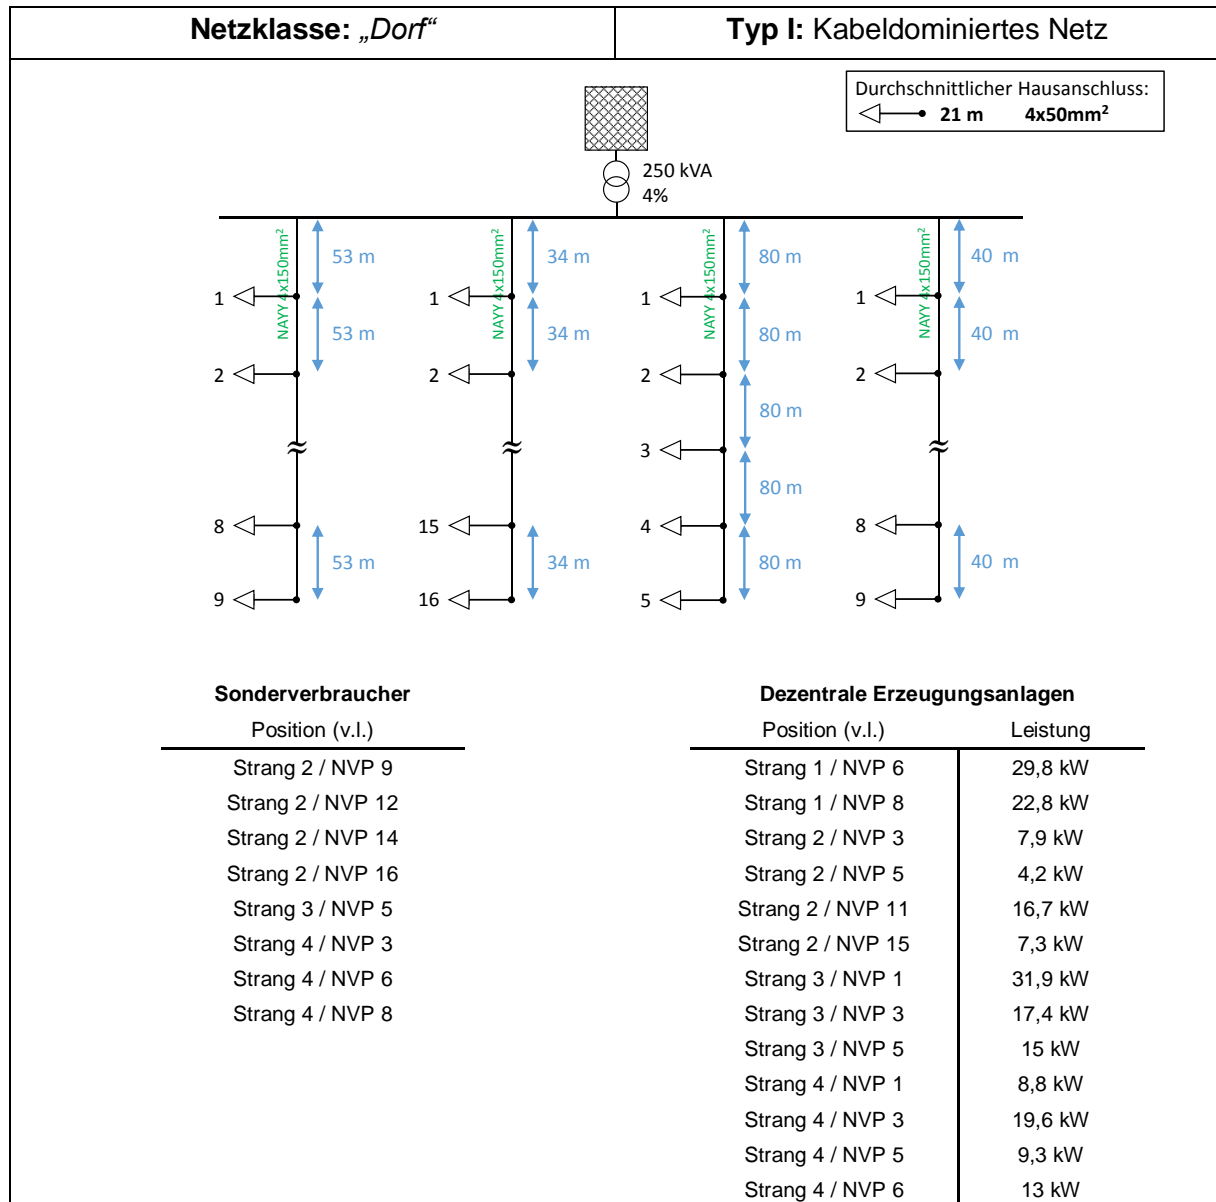 Netzklasse: „Dorf“
Typ I: Kabeldominiertes Netz
Durchschnittlicher Hausanschluss:
21 m 4x50mm²
250 kVA
4%
NAYY 4x150mm²
53 m
53 m
53 m
1
2
8
9
NAYY 4x150mm²
34 m
34 m
34 m
1
2
15
16
NAYY 4x150mm²
80 m
80 m
80 m
80 m
80 m
1
2
3
4
5
NAYY 4x150mm²
40 m
40 m
40 m
1
2
8
9
Sonderverbraucher
Position (v.l.)
Strang 2 / NVP 9
Strang 2 / NVP 12
Strang 2 / NVP 14
Strang 2 / NVP 16
Strang 3 / NVP 5
Strang 4 / NVP 3
Strang 4 / NVP 6
Strang 4 / NVP 8
Dezentrale Erzeugungsanlagen
Position (v.l.) Leistung
Strang 1 / NVP 6 29,8 kW
Strang 1 / NVP 8 22,8 kW
Strang 2 / NVP 3 7,9 kW
Strang 2 / NVP 5 4,2 kW
Strang 2 / NVP 11 16,7 kW
Strang 2 / NVP 15 7,3 kW
Strang 3 / NVP 1 31,9 kW
Strang 3 / NVP 3 17,4 kW
Strang 3 / NVP 5 15 kW
Strang 4 / NVP 1 8,8 kW
Strang 4 / NVP 3 19,6 kW
Strang 4 / NVP 5 9,3 kW
Strang 4 / NVP 6 13 kW